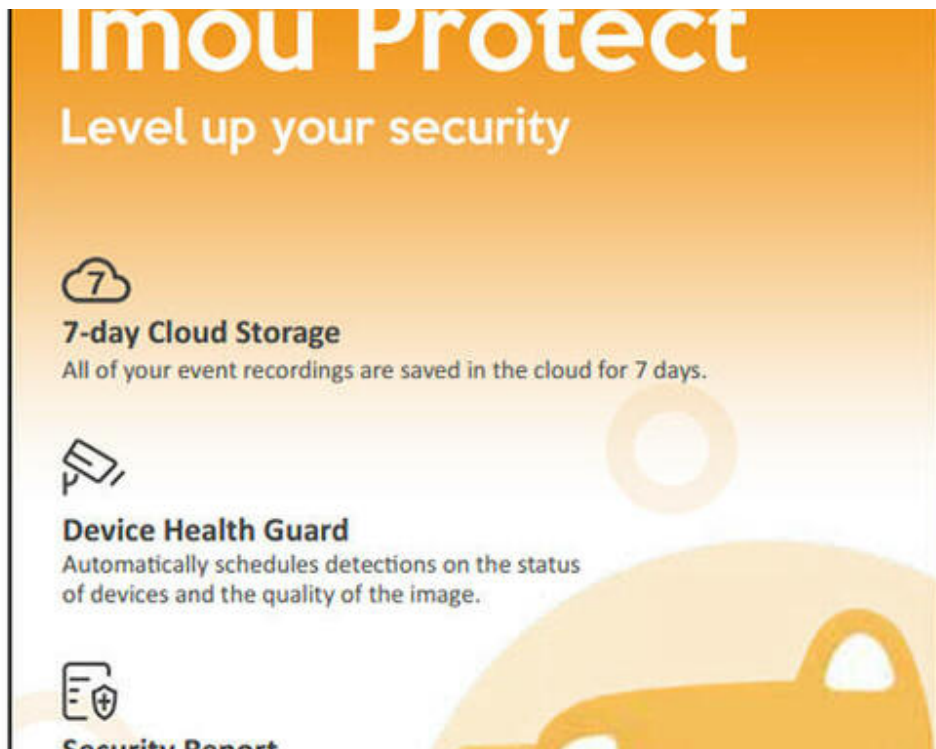 Imou Protect
Level up your security
7
7-day Cloud Storage
All of your event recordings are saved in the cloud for 7 days.
Device Health Guard
Automatically schedules detections on the status
of devices and the quality of the image.
Security Report